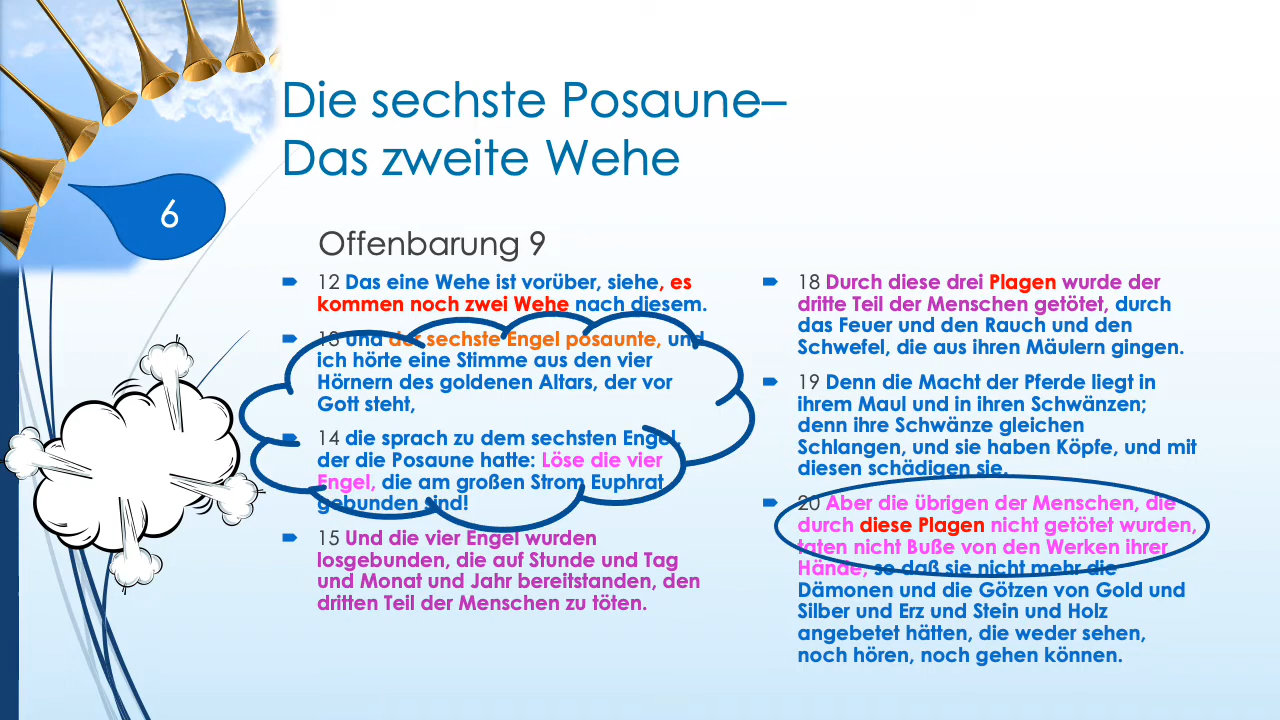 Die sechste Posaune–
Das zweite Wehe
6
Offenbarung 9
12 Das eine Wehe ist vorüber, siehe, es
kommen noch zwei Wehe nach diesem.
13 und der sechste Engel posaunte, und
ich hörte eine Stimme aus den vier
Hörnern des goldenen Altars, der vor
Gott steht,
14 die sprach zu dem sechsten Engel,
der die Posaune hatte: Löse die vier
Engel, die am großen Strom Euphrat
gebunden sind!
15 Und die vier Engel wurden
losgebunden, die auf Stunde und Tag
und Monat und Jahr bereitstanden, den
dritten Teil der Menschen zu töten.
18 Durch diese drei Plagen wurde der
dritte Teil der Menschen getötet, durch
das Feuer und den Rauch und den
Schwefel, die aus ihren Mäulern gingen.
19 Denn die Macht der Pferde liegt in
ihrem Maul und in ihren Schwänzen;
denn ihre Schwänze gleichen
Schlangen, und sie haben Köpfe, und mit
diesen schädigen sie.
20 Aber die übrigen der Menschen, die
durch diese Plagen nicht getötet wurden,
taten nicht Buße von den Werken ihrer
Hände, so daß sie nicht mehr die
Dämonen und die Götzen von Gold und
Silber und Erz und Stein und Holz
angebetet hätten, die weder sehen,
noch hören, noch gehen können.